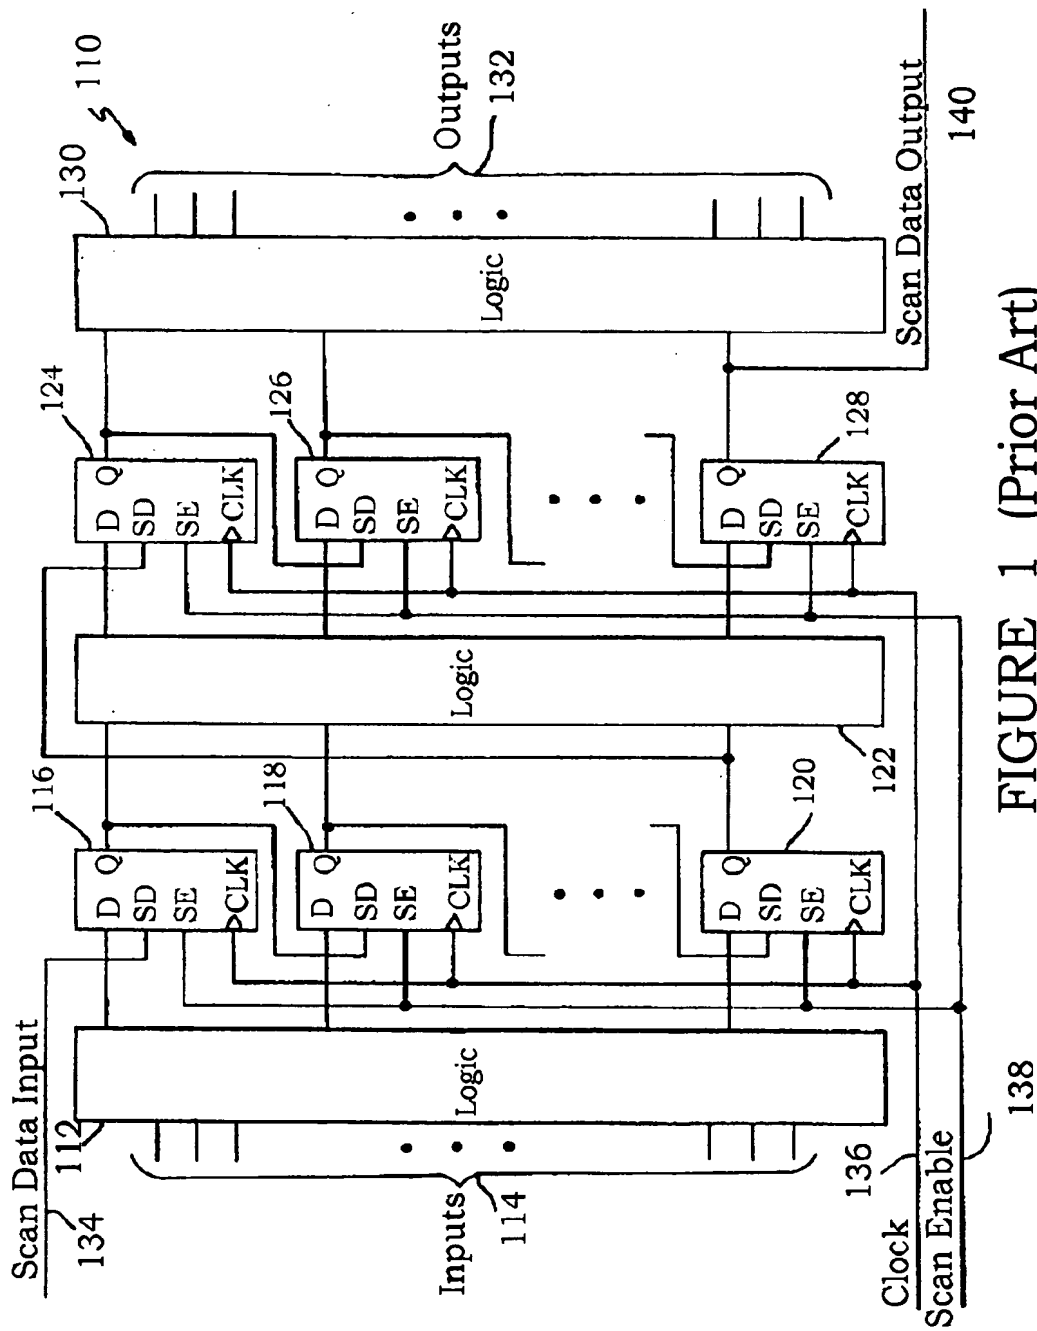 110
Scan Data Input
134
112
Inputs
114
Logic
116
D Q
SD
SE
CLK
118
D Q
SD
SE
CLK
120
D Q
SD
SE
CLK
Logic
122
124
D Q
SD
SE
CLK
126
D Q
SD
SE
CLK
128
D Q
SD
SE
CLK
130
Logic
Outputs
132
Scan Data Output
140
136
Clock
Scan Enable
138
FIGURE 1 (Prior Art)